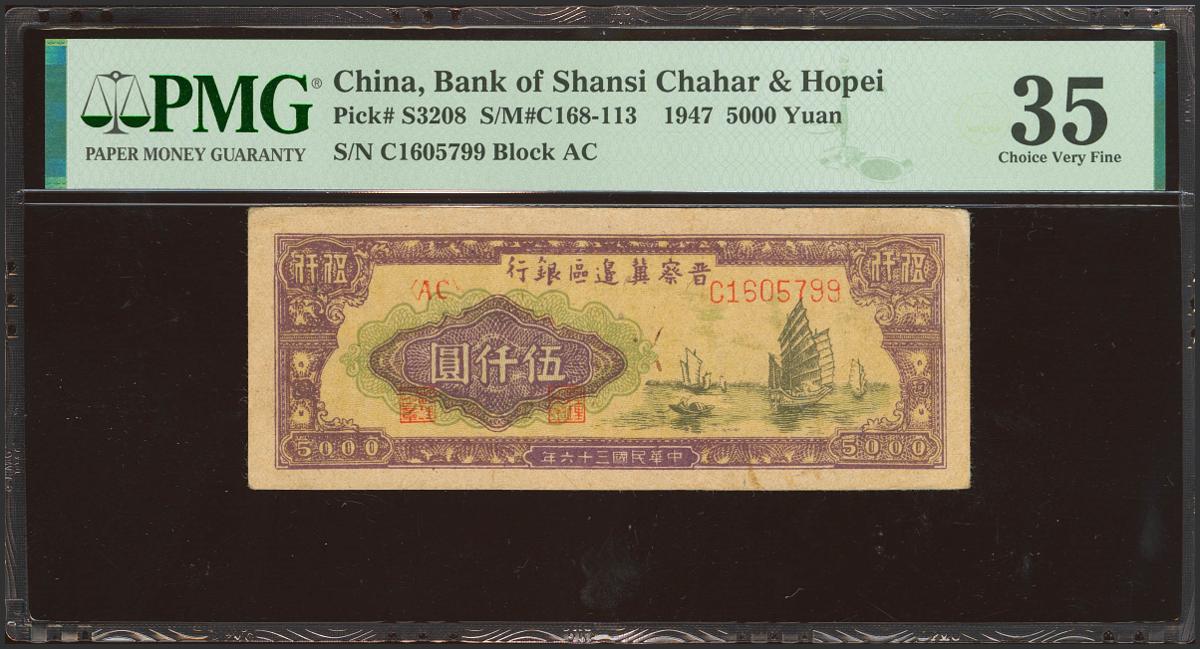 PMG®
PAPER MONEY GUARANTY
China, Bank of Shansi Chahar & Hopei
Pick# S3208 S/M#C168-113 1947 5000 Yuan
S/N C1605799 Block AC
35
Choice Very Fine
行銀區邊冀察晉
仟伍
仟伍
AC
C1605799
圓仟伍
5000
5000
年六十三國民華中